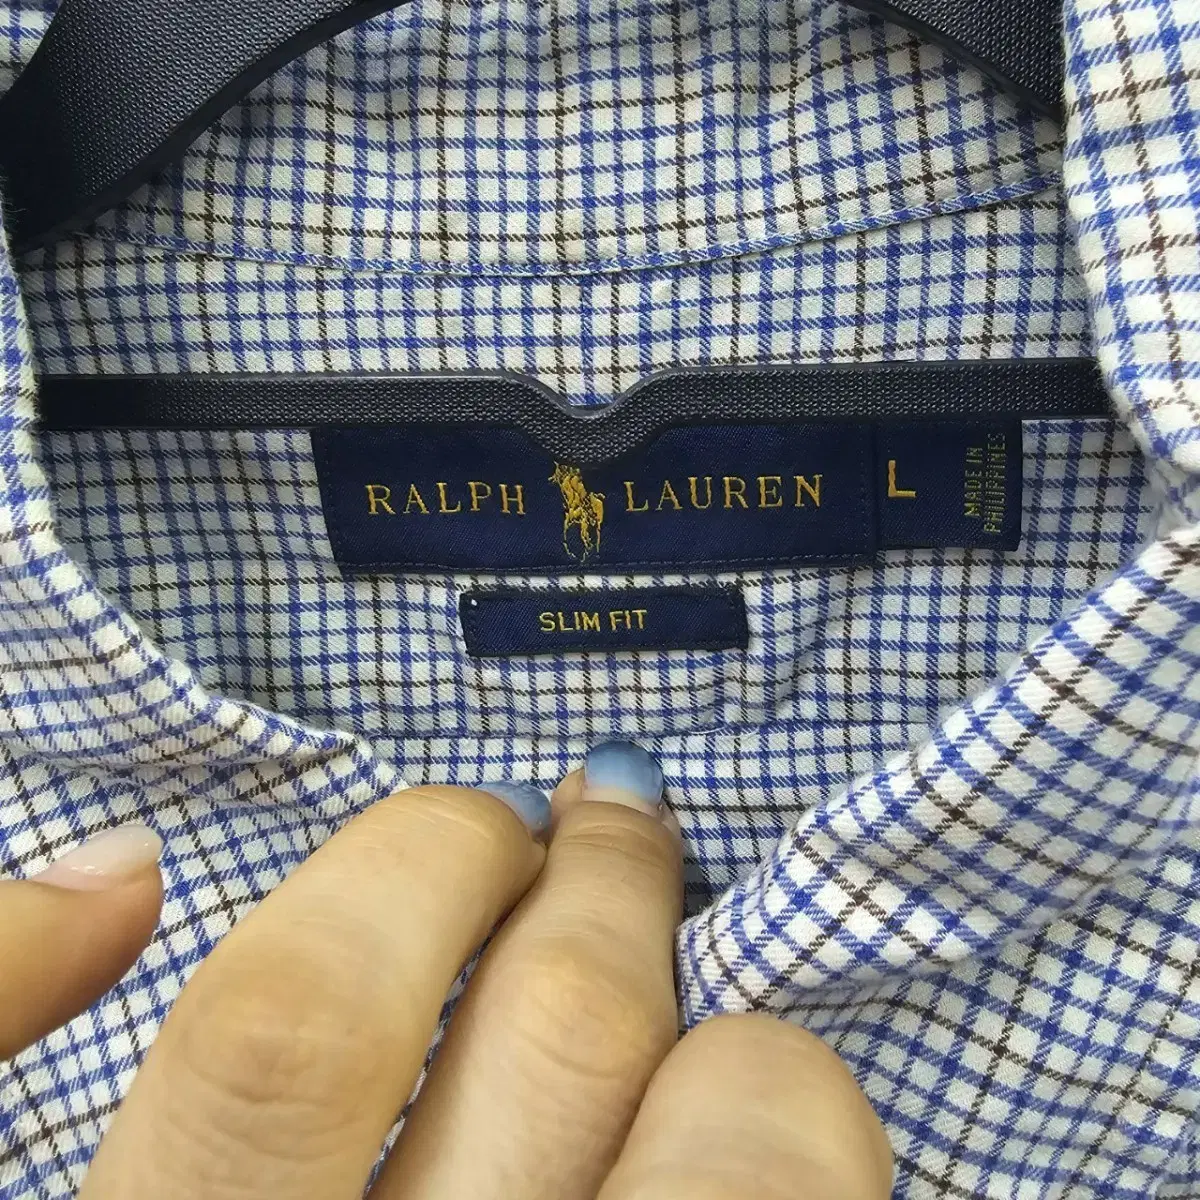 RALPH LAUREN
L
MADE IN
PHILIPPINES
SLIM FIT